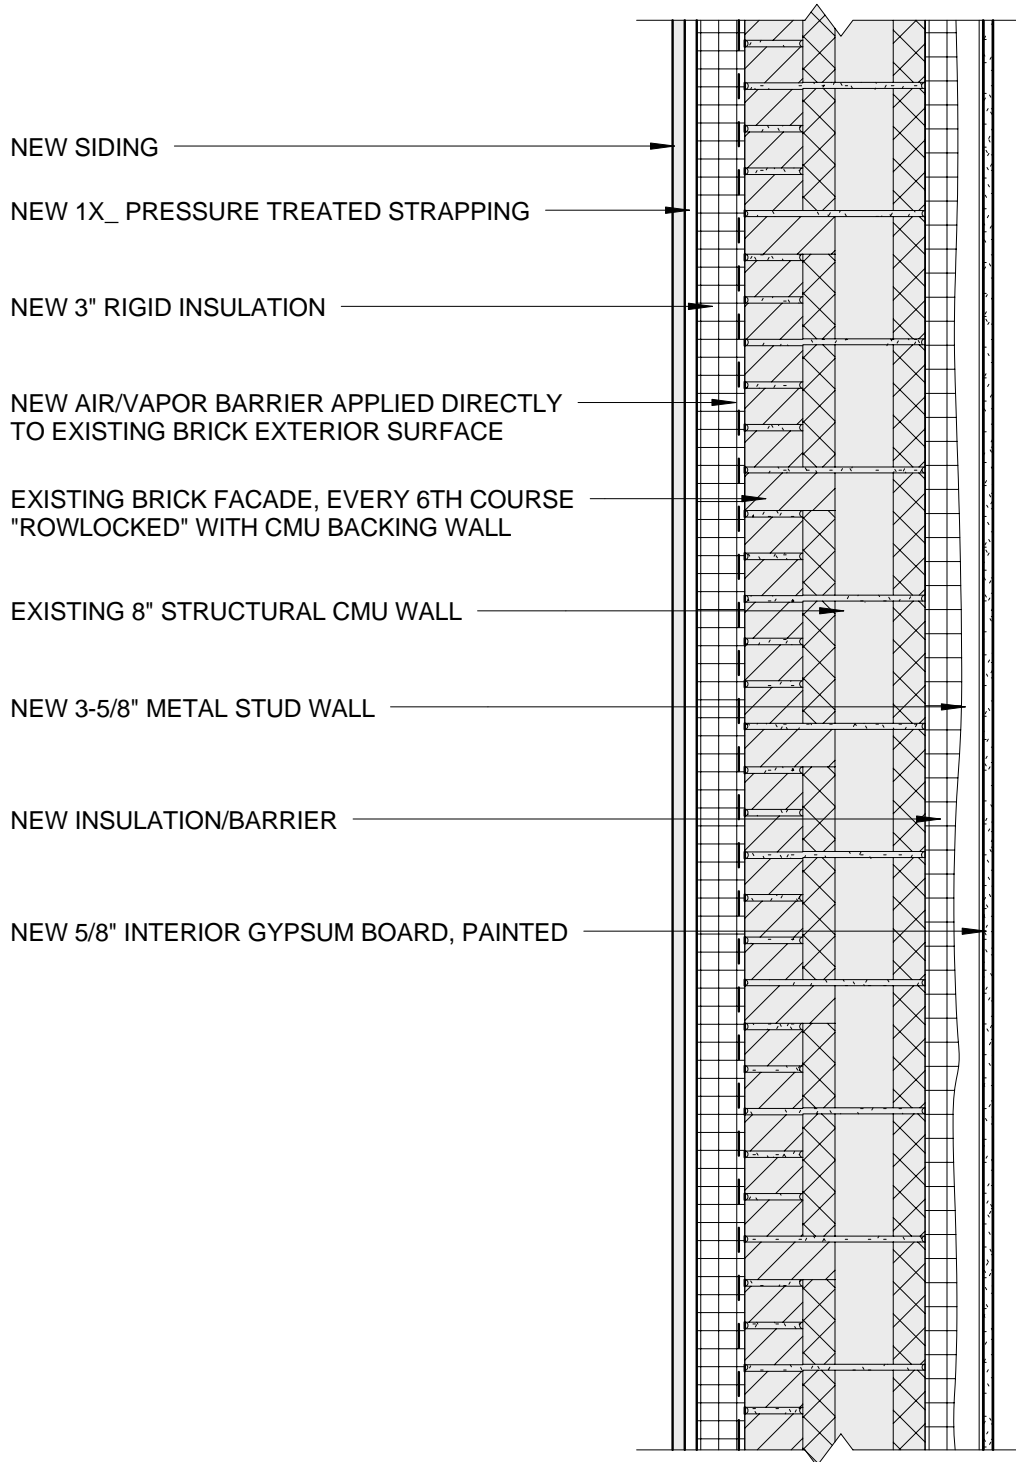 NEW SIDING
NEW 1X_ PRESSURE TREATED STRAPPING
NEW 3" RIGID INSULATION
NEW AIR/VAPOR BARRIER APPLIED DIRECTLY
TO EXISTING BRICK EXTERIOR SURFACE
EXISTING BRICK FACADE, EVERY 6TH COURSE
"ROWLOCKED" WITH CMU BACKING WALL
EXISTING 8" STRUCTURAL CMU WALL
NEW 3-5/8" METAL STUD WALL
NEW INSULATION/BARRIER
NEW 5/8" INTERIOR GYPSUM BOARD, PAINTED